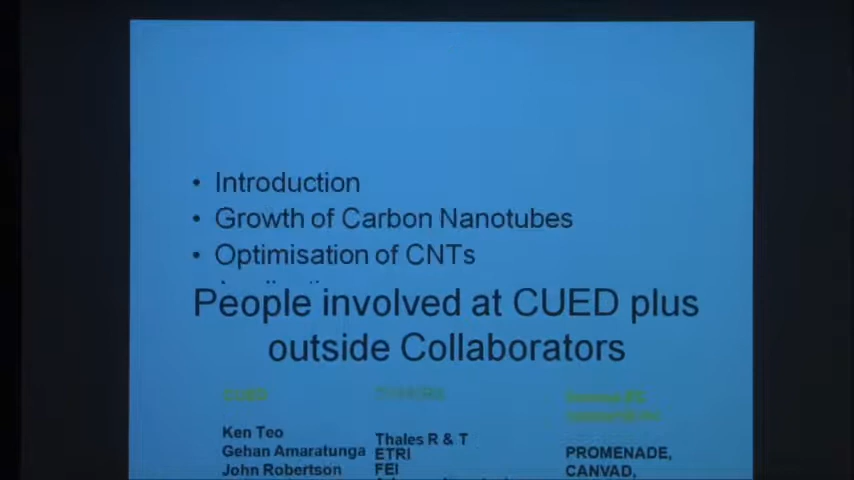 • Introduction
• Growth of Carbon Nanotubes
• Optimisation of CNTs
People involved at CUED plus
outside Collaborators
CUED
Ken Teo
Gehan Amaratunga
John Robertson
Thales R & T
ETRI
FEI
PROMENADE,
CANVAD,